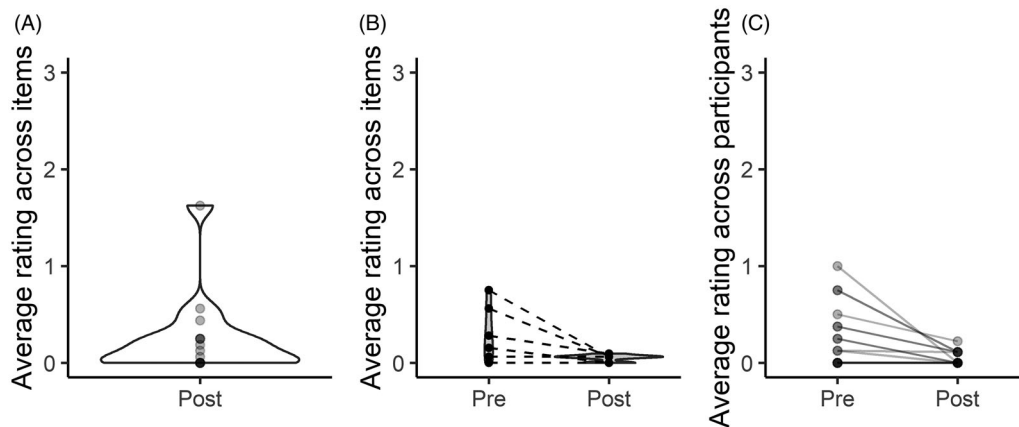 (A)
Average rating across items
3
2
1
0
Post
(B)
Average rating across items
3
2
1
0
Pre Post
(C)
Average rating across participants
3
2
1
0
Pre Post